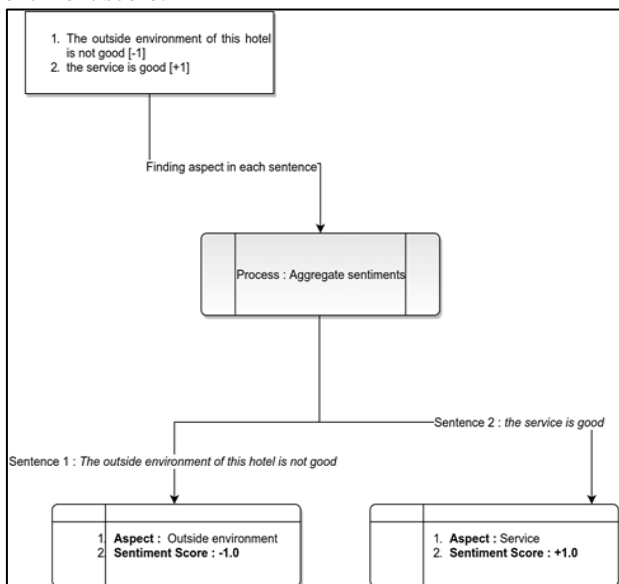 1. The outside environment of this hotel
is not good [-1]
2. the service is good [+1]
Finding aspect in each sentence
Process : Aggregate sentiments
Sentence 2 : the service is good
Sentence 1 : The outside environment of this hotel is not good
1. Aspect : Outside environment
2. Sentiment Score : -1.0
1. Aspect : Service
2. Sentiment Score : +1.0